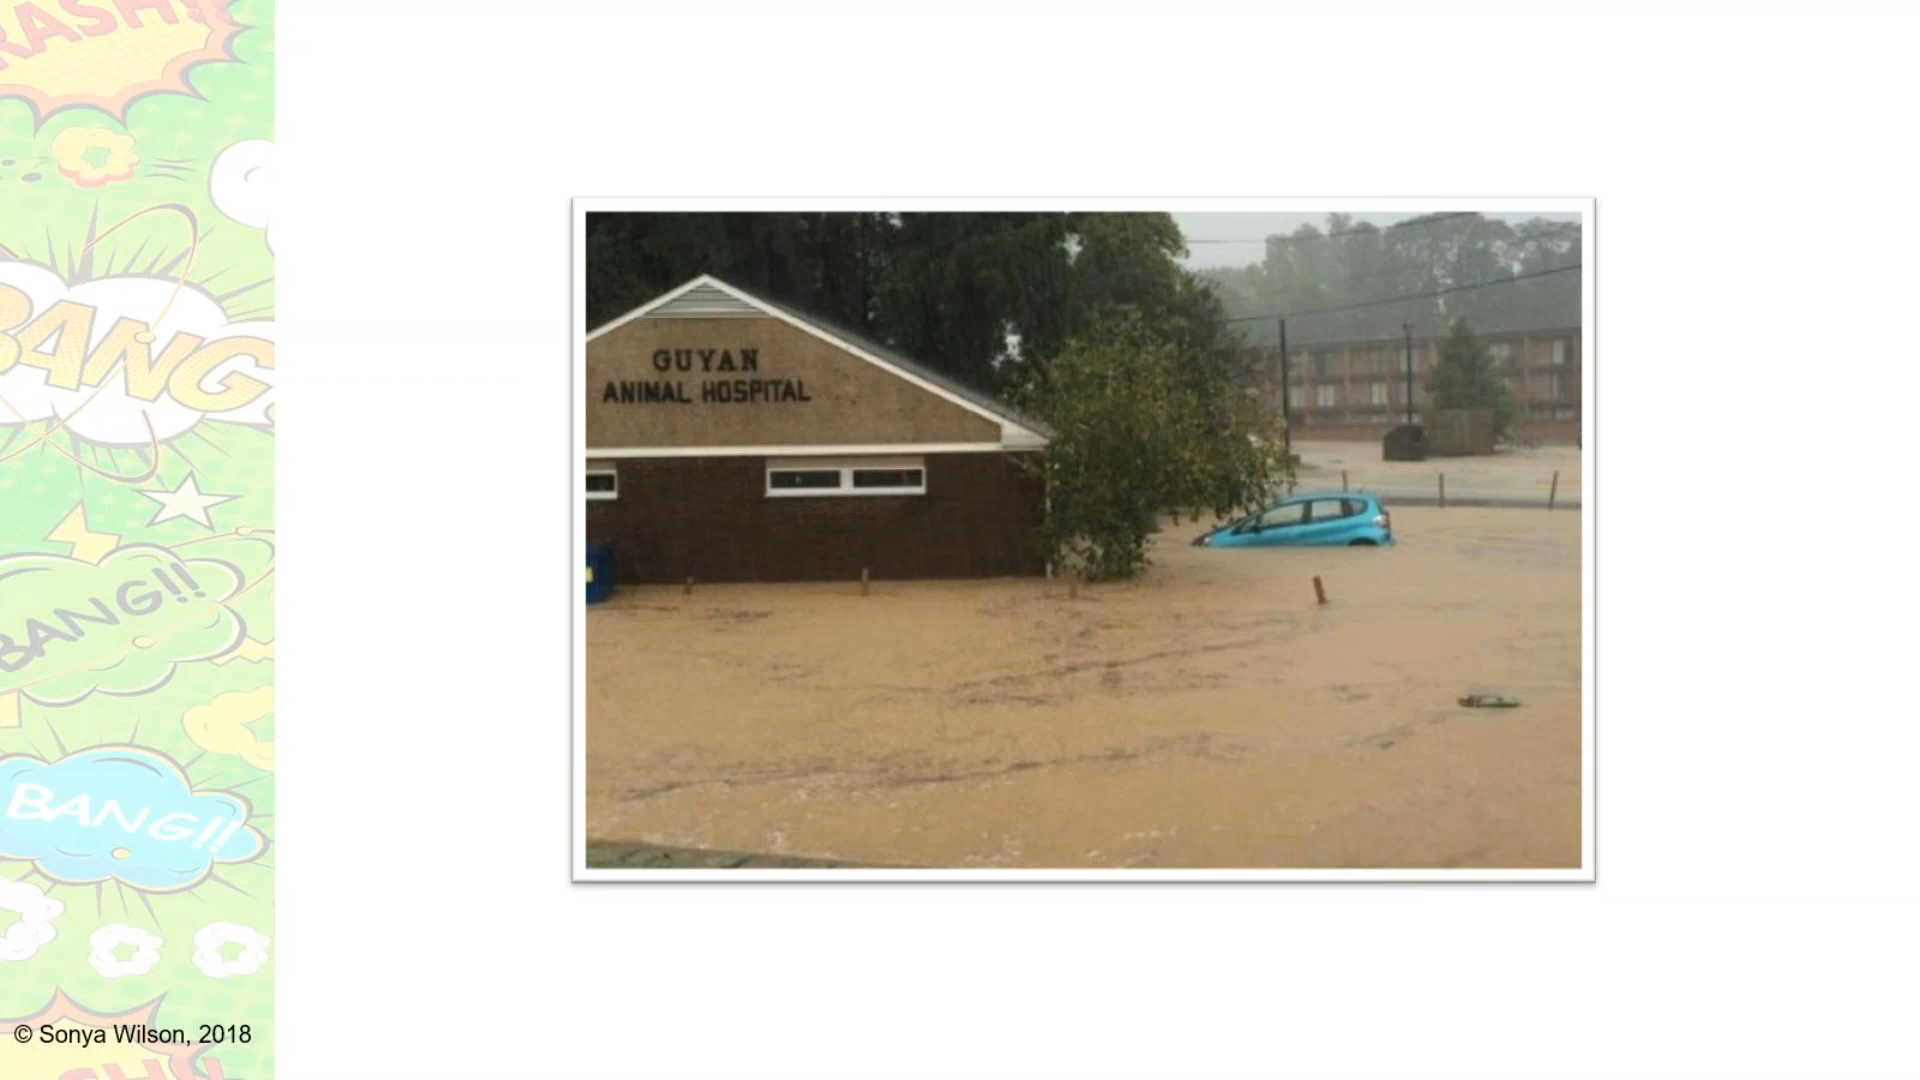 RASH!
BANG
BANG!!
BANG!!
GUYAN
ANIMAL HOSPITAL
© Sonya Wilson, 2018